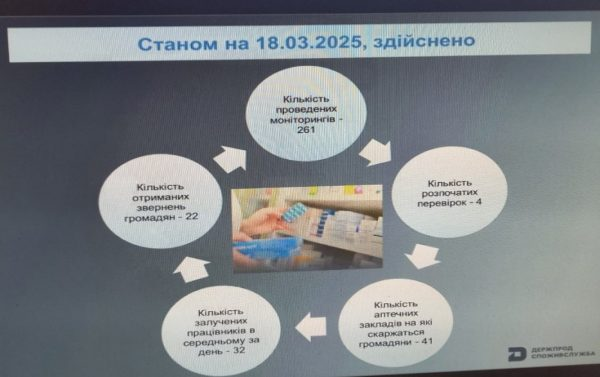 Станом на 18.03.2025, здійснено
Кількість
проведених
моніторингів -
261
Кількість
розпочатих
перевірок - 4
Кількість
аптечних
закладів на які
скаржаться
громадяни - 41
Кількість
залучених
працівників в
середньому за
день - 32
Кількість
отриманих
звернень
громадян - 22
ДЕРЖПРОД
СПОЖИВСЛУЖБА